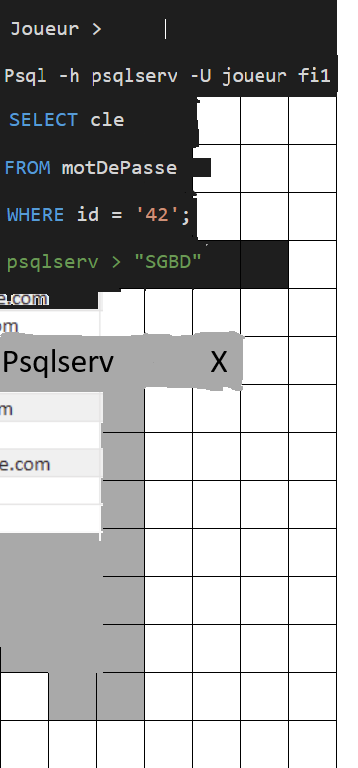 Joueur >
Psql -h psqlserv -U joueur fi1
SELECT cle
FROM motDePasse
WHERE id = '42';
psqlserv > "SGBD"
e.com
om
Psqlserv X
m
e.com